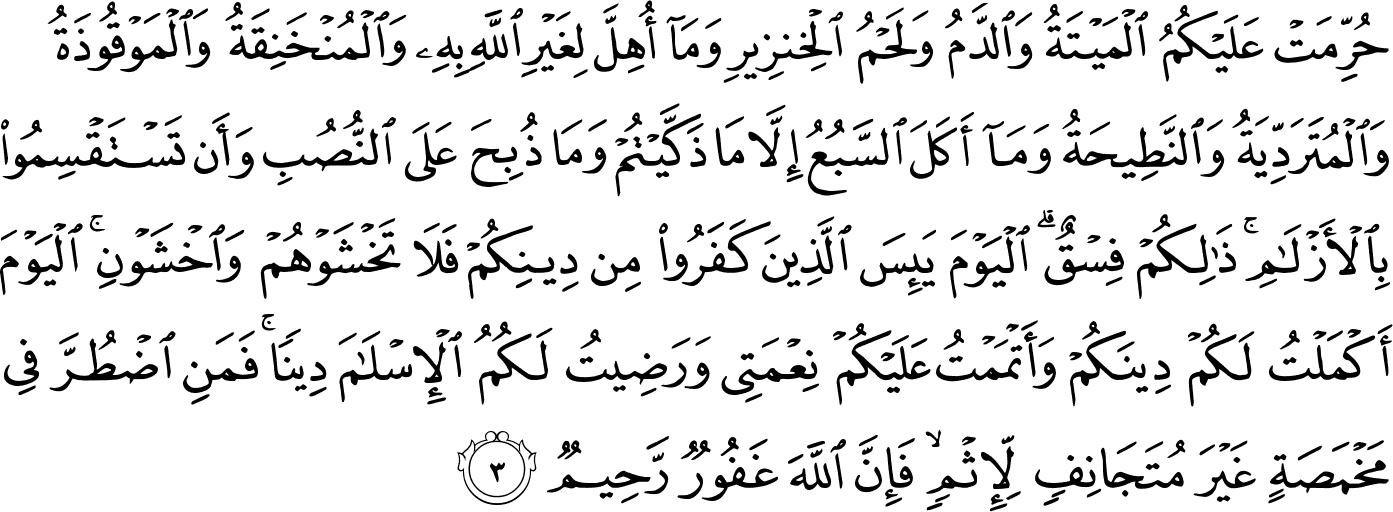 حُرِّمَتْ عَلَيْكُمُ ٱلْمَيْتَةُ وَٱلدَّمُ وَلَحْمُ ٱلْخِنزِيرِ وَمَآ أُهِلَّ لِغَيْرِ ٱللَّهِ بِهِۦ وَٱلْمُنْخَنِقَةُ وَٱلْمَوْقُوذَةُ
وَٱلْمُتَرَدِّيَةُ وَٱلنَّطِيحَةُ وَمَآ أَكَلَ ٱلسَّبُعُ إِلَّا مَا ذَكَّيْتُمْ وَمَا ذُبِحَ عَلَى ٱلنُّصُبِ وَأَن تَسْتَقْسِمُوا۟
بِٱلْأَزْلَـٰمِ ۚ ذَٰلِكُمْ فِسْقٌ ۗ ٱلْيَوْمَ يَئِسَ ٱلَّذِينَ كَفَرُوا۟ مِن دِينِكُمْ فَلَا تَخْشَوْهُمْ وَٱخْشَوْنِ ۚ ٱلْيَوْمَ
أَكْمَلْتُ لَكُمْ دِينَكُمْ وَأَتْمَمْتُ عَلَيْكُمْ نِعْمَتِى وَرَضِيتُ لَكُمُ ٱلْإِسْلَـٰمَ دِينًا ۚ فَمَنِ ٱضْطُرَّ فِى
مَخْمَصَةٍ غَيْرَ مُتَجَانِفٍ لِّإِثْمٍ ۙ فَإِنَّ ٱللَّهَ غَفُورٌ رَّحِيمٌ ٣